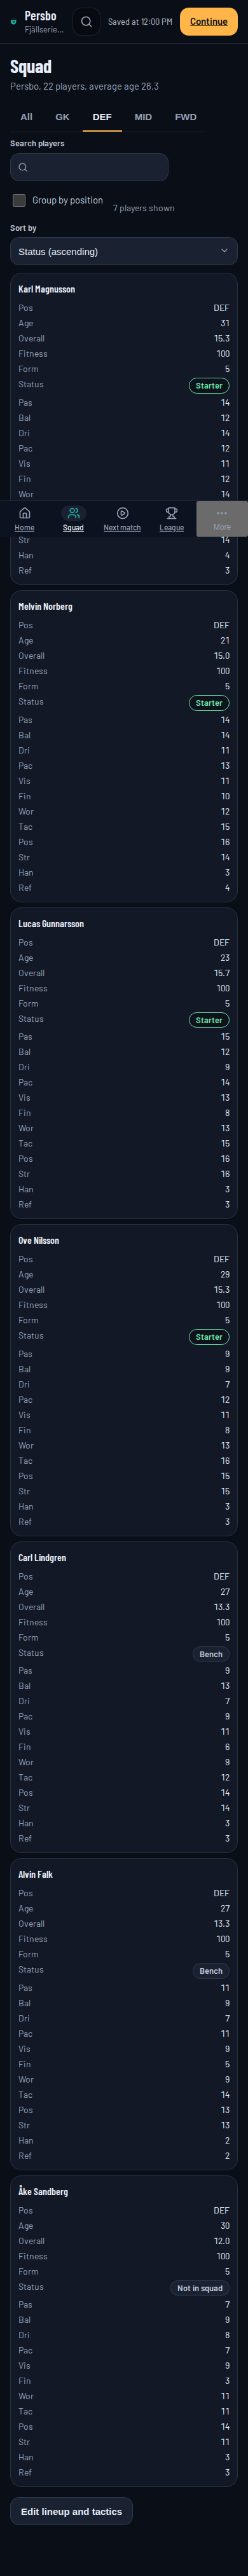 Persbo
Fjällserie...
Saved at 12:00 PM
Continue
Squad
Persbo, 22 players, average age 26.3
All GK DEF MID FWD
Search players
Group by position
7 players shown
Sort by
Status (ascending)
Karl Magnusson
Pos DEF
Age 31
Overall 15.3
Fitness 100
Form 5
Status Starter
Pas 14
Bal 12
Dri 14
Pac 12
Vis 11
Fin 12
Wor 14
Home Squad Next match League More
Str 14
Han 4
Ref 3
Melvin Norberg
Pos DEF
Age 21
Overall 15.0
Fitness 100
Form 5
Status Starter
Pas 14
Bal 14
Dri 11
Pac 13
Vis 11
Fin 10
Wor 12
Tac 15
Pos 16
Str 14
Han 3
Ref 4
Lucas Gunnarsson
Pos DEF
Age 23
Overall 15.7
Fitness 100
Form 5
Status Starter
Pas 15
Bal 12
Dri 9
Pac 14
Vis 13
Fin 8
Wor 13
Tac 15
Pos 16
Str 16
Han 3
Ref 3
Ove Nilsson
Pos DEF
Age 29
Overall 15.3
Fitness 100
Form 5
Status Starter
Pas 9
Bal 9
Dri 7
Pac 12
Vis 11
Fin 8
Wor 13
Tac 16
Pos 15
Str 15
Han 3
Ref 3
Carl Lindgren
Pos DEF
Age 27
Overall 13.3
Fitness 100
Form 5
Status Bench
Pas 9
Bal 13
Dri 7
Pac 9
Vis 11
Fin 6
Wor 9
Tac 12
Pos 14
Str 14
Han 3
Ref 3
Alvin Falk
Pos DEF
Age 27
Overall 13.3
Fitness 100
Form 5
Status Bench
Pas 11
Bal 9
Dri 7
Pac 11
Vis 9
Fin 5
Wor 9
Tac 14
Pos 13
Str 13
Han 2
Ref 2
Åke Sandberg
Pos DEF
Age 30
Overall 12.0
Fitness 100
Form 5
Status Not in squad
Pas 7
Bal 9
Dri 8
Pac 7
Vis 9
Fin 3
Wor 11
Tac 11
Pos 14
Str 11
Han 3
Ref 3
Edit lineup and tactics